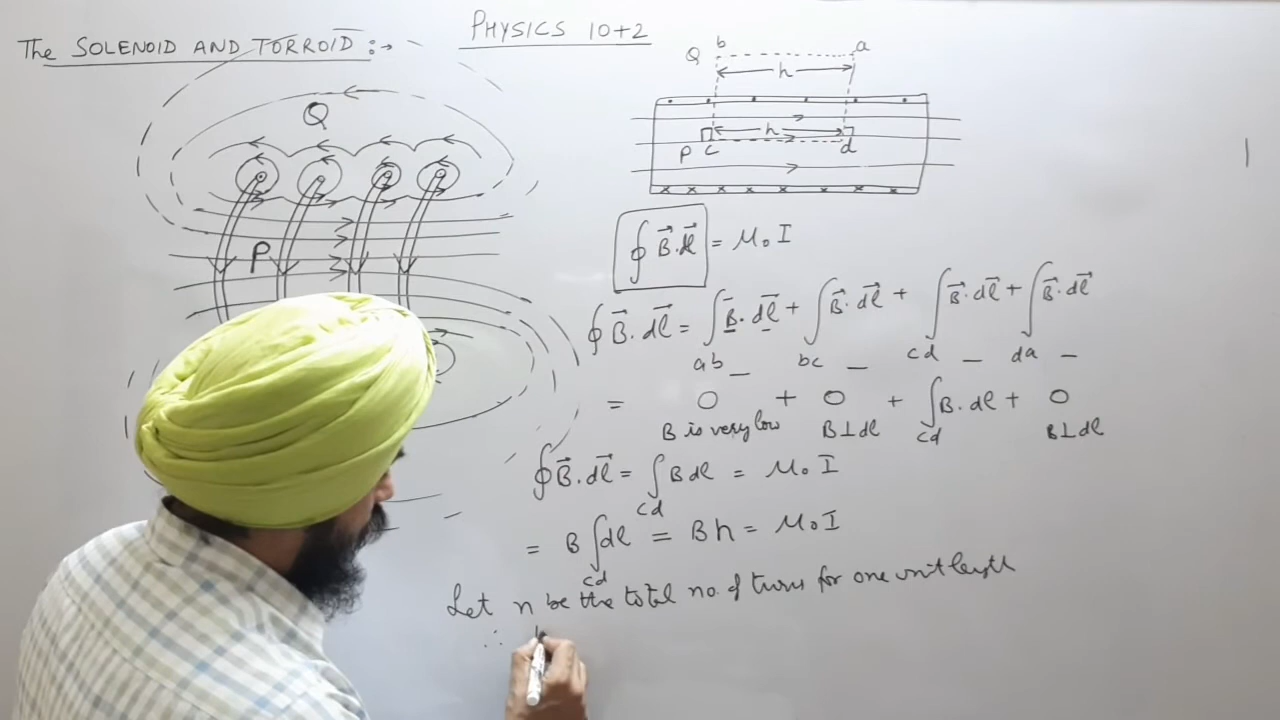 PHYSICS 10+2
The SOLENOID AND TORROID :→
Q
P
Q b a
h
h
P c d
∮ B⃗.dl⃗ = μ₀ I
∮ B⃗.dl⃗ = ∫ B⃗.dl⃗ + ∫ B⃗.dl⃗ + ∫ B⃗.dl⃗ + ∫ B⃗.dl⃗
ab bc cd da
= 0 + 0 + ∫ B.dl + 0
B is very low B⊥dl cd B⊥dl
∮ B⃗.dl⃗ = ∫ B dl = μ₀ I
cd
= B ∫ dl = B h = μ₀ I
cd
Let n be the total no. of turns for one unit length
∴